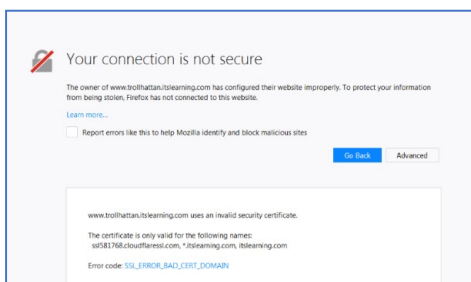 Your connection is not secure
The owner of www.trollhattan.itslearning.com has configured their website improperly. To protect your information
from being stolen, Firefox has not connected to this website.
Learn more...
Report errors like this to help Mozilla identify and block malicious sites
Go Back
Advanced
www.trollhattan.itslearning.com uses an invalid security certificate.
The certificate is only valid for the following names:
ssl581768.cloudflaressl.com, *.itslearning.com, itslearning.com
Error code: SSL_ERROR_BAD_CERT_DOMAIN